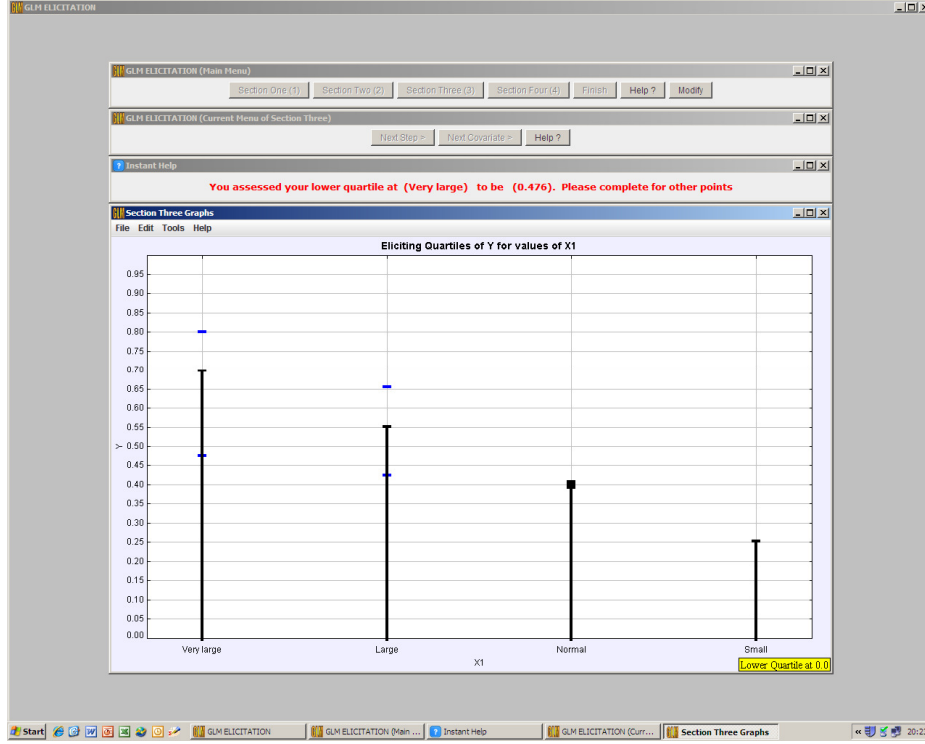 GLM ELICITATION
GLM ELICITATION (Main Menu)
Section One (1) Section Two (2) Section Three (3) Section Four (4) Finish Help ? Modify
GLM ELICITATION (Current Menu of Section Three)
Next Step > Next Covariate > Help ?
Instant Help
You assessed your lower quartile at (Very large) to be (0.476). Please complete for other points
Section Three Graphs
File Edit Tools Help
Eliciting Quartiles of Y for values of X1
0.95
0.90
0.85
0.80
0.75
0.70
0.65
0.60
0.55
Y 0.50
0.45
0.40
0.35
0.30
0.25
0.20
0.15
0.10
0.05
0.00
Very large Large Normal Small
X1
Lower Quartile at 0.0
Start GLM ELICITATION GLM ELICITATION (Main ... Instant Help GLM ELICITATION (Curr... Section Three Graphs